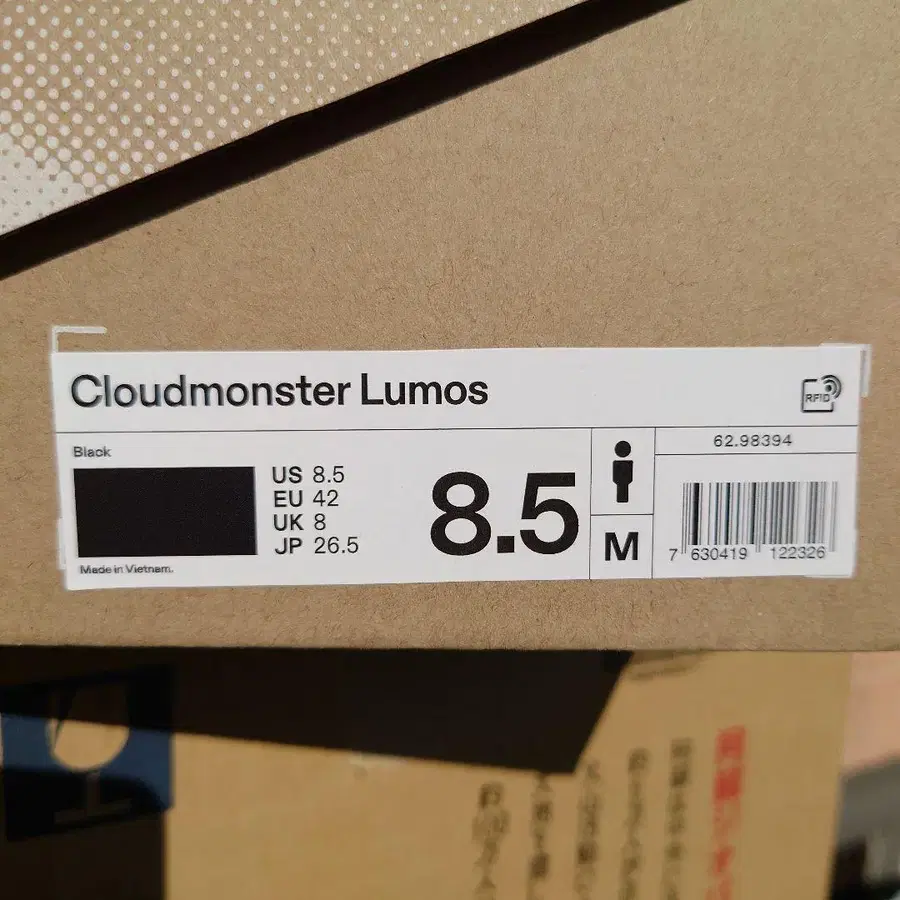 Cloudmonster Lumos
RFID
Black
US 8.5
EU 42
UK 8
JP 26.5
8.5
M
62.98394
7 630419 122326
Made in Vietnam.